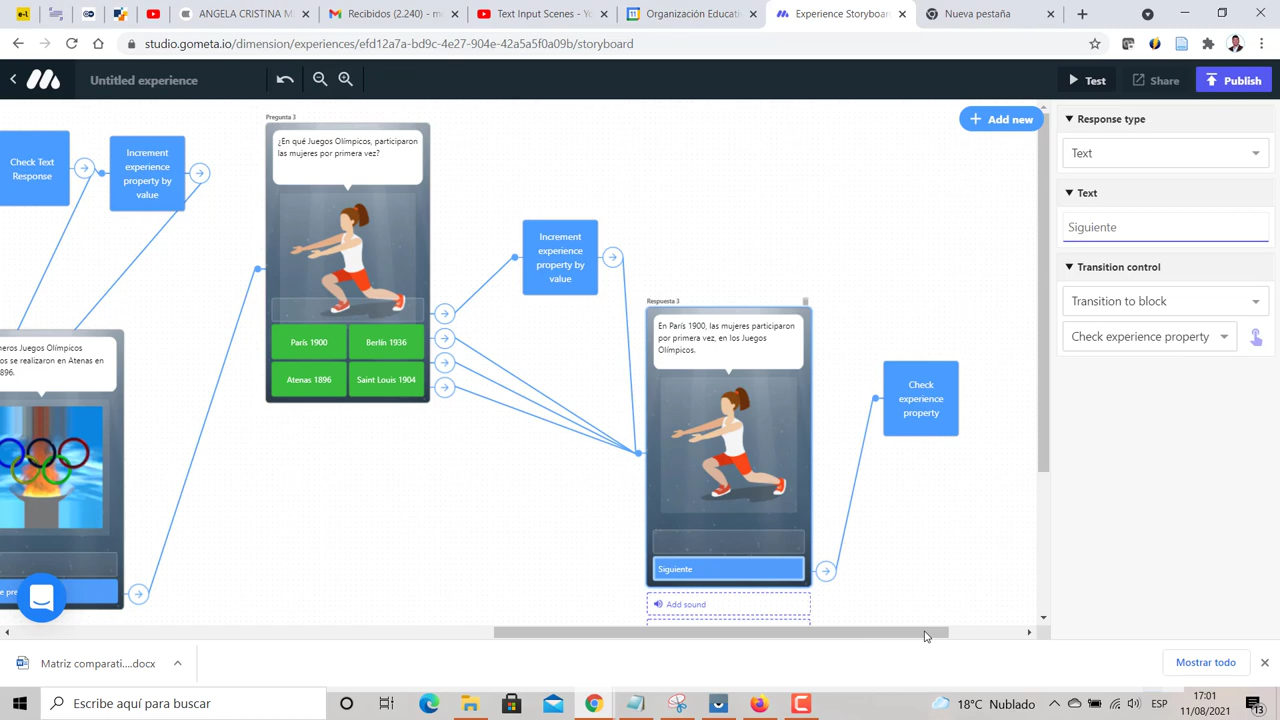 ANGELA CRISTINA M
Recibidos (2.240) - m
Text Input Scenes - Yo
Organización Educativ
Experience Storyboar
Nueva pestaña
studio.gometa.io/dimension/experiences/efd12a7a-bd9c-4e27-904e-42a5a5f0a09b/storyboard
Untitled experience
Test
Share
Publish
Add new
Response type
Text
Text
Siguiente
Transition control
Transition to block
Check experience property
Check Text
Response
Increment
experience
property by
value
Pregunta 3
¿En qué Juegos Olímpicos, participaron
las mujeres por primera vez?
París 1900
Berlín 1936
Atenas 1896
Saint Louis 1904
Increment
experience
property by
value
Respuesta 3
En París 1900, las mujeres participaron
por primera vez, en los Juegos
Olímpicos.
Siguiente
Add sound
Check
experience
property
neros Juegos Olímpicos
os se realizaron en Atenas en
896.
e pre
Matriz comparati....docx
Mostrar todo
Escribe aquí para buscar
18°C Nublado
ESP
17:01
11/08/2021
13